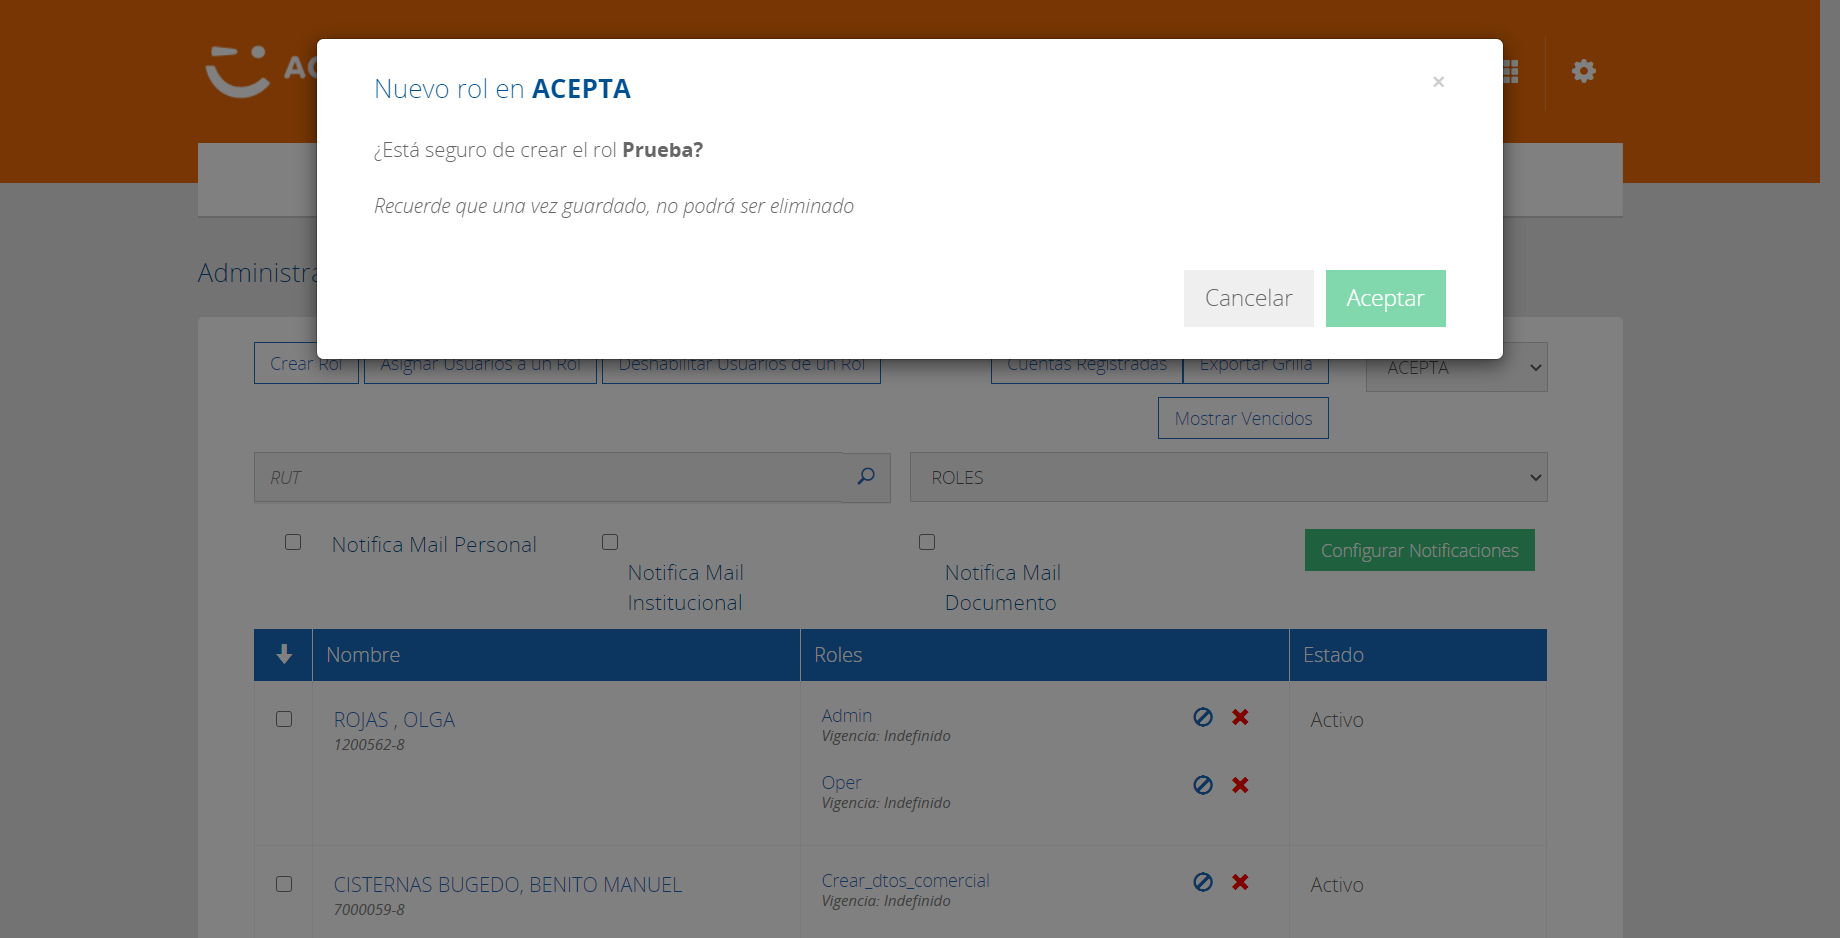 Nuevo rol en ACEPTA
×
¿Está seguro de crear el rol Prueba?
Recuerde que una vez guardado, no podrá ser eliminado
Cancelar
Aceptar
Crear Rol
Asignar Usuarios a un Rol
Deshabilitar Usuarios de un Rol
Cuentas Registradas
Exportar Grilla
ACEPTA
Mostrar Vencidos
RUT
ROLES
Notifica Mail Personal
Notifica Mail
Institucional
Notifica Mail
Documento
Configurar Notificaciones
Nombre
Roles
Estado
ROJAS , OLGA
1200562-8
Admin
Vigencia: Indefinido
Oper
Vigencia: Indefinido
Activo
CISTERNAS BUGEDO, BENITO MANUEL
7000059-8
Crear_dtos_comercial
Vigencia: Indefinido
Activo